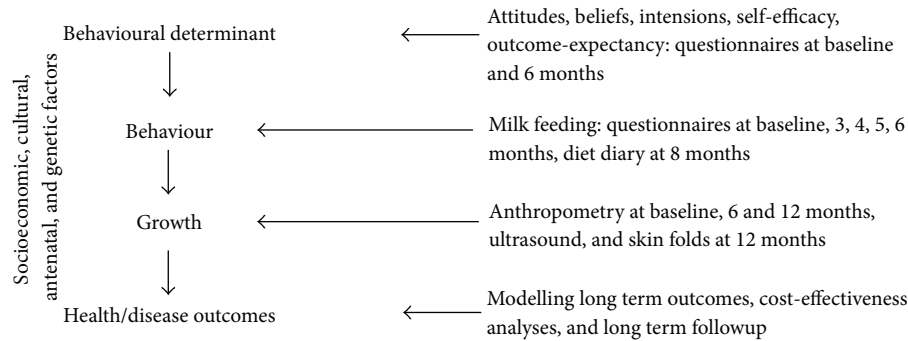 Socioeconomic, cultural,
antenatal, and genetic factors
Behavioural determinant
Attitudes, beliefs, intensions, self-efficacy,
outcome-expectancy: questionnaires at baseline
and 6 months
Behaviour
Milk feeding: questionnaires at baseline, 3, 4, 5, 6
months, diet diary at 8 months
Growth
Anthropometry at baseline, 6 and 12 months,
ultrasound, and skin folds at 12 months
Health/disease outcomes
Modelling long term outcomes, cost-effectiveness
analyses, and long term followup